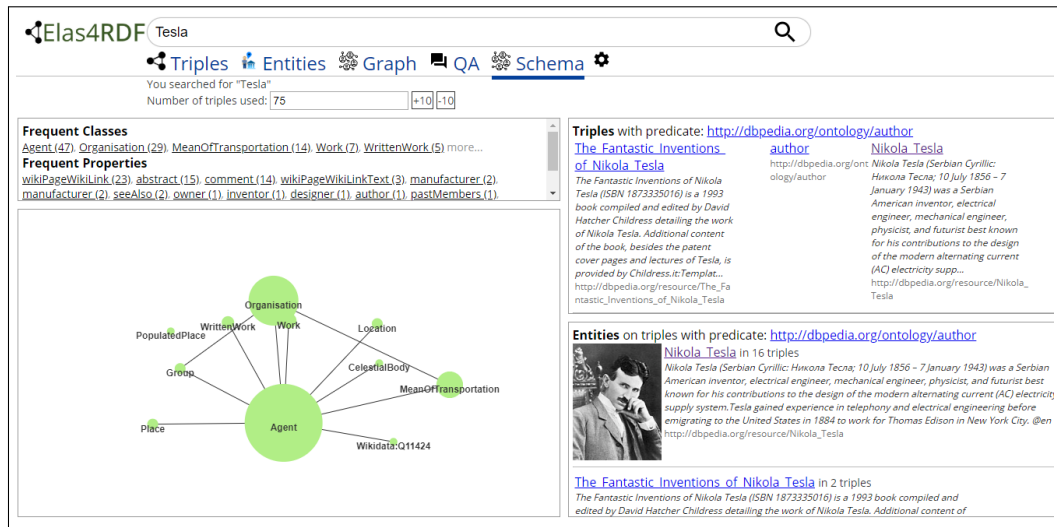 Elas4RDF
Tesla
Triples Entities Graph QA Schema
You searched for "Tesla"
Number of triples used: 75 +10 -10
Frequent Classes
Agent (47), Organisation (29), MeanOfTransportation (14), Work (7), WrittenWork (5) more...
Frequent Properties
wikiPageWikiLink (23), abstract (15), comment (14), wikiPageWikiLinkText (3), manufacturer (2),
manufacturer (2), seeAlso (2), owner (1), inventor (1), designer (1), author (1), pastMembers (1),
Organisation
WrittenWork
Work
Location
PopulatedPlace
Group
CelestialBody
MeanOfTransportation
Place
Agent
Wikidata:Q11424
Triples with predicate: http://dbpedia.org/ontology/author
The Fantastic Inventions
of Nikola Tesla
The Fantastic Inventions of Nikola
Tesla (ISBN 1873335016) is a 1993
book compiled and edited by David
Hatcher Childress detailing the work
of Nikola Tesla. Additional content
of the book, besides the patent
cover pages and lectures of Tesla, is
provided by Childress.it:Templat...
http://dbpedia.org/resource/The_Fa
ntastic_Inventions_of_Nikola_Tesla
author
http://dbpedia.org/ont
ology/author
Nikola Tesla
Nikola Tesla (Serbian Cyrillic:
Никола Тесла; 10 July 1856 – 7
January 1943) was a Serbian
American inventor, electrical
engineer, mechanical engineer,
physicist, and futurist best known
for his contributions to the design
of the modern alternating current
(AC) electricity supp...
http://dbpedia.org/resource/Nikola_
Tesla
Entities on triples with predicate: http://dbpedia.org/ontology/author
Nikola Tesla in 16 triples
Nikola Tesla (Serbian Cyrillic: Никола Тесла; 10 July 1856 – 7 January 1943) was a Serbian
American inventor, electrical engineer, mechanical engineer, physicist, and futurist best
known for his contributions to the design of the modern alternating current (AC) electricity
supply system.Tesla gained experience in telephony and electrical engineering before
emigrating to the United States in 1884 to work for Thomas Edison in New York City. @en
http://dbpedia.org/resource/Nikola_Tesla
The Fantastic Inventions of Nikola Tesla in 2 triples
The Fantastic Inventions of Nikola Tesla (ISBN 1873335016) is a 1993 book compiled and
edited by David Hatcher Childress detailing the work of Nikola Tesla. Additional content of